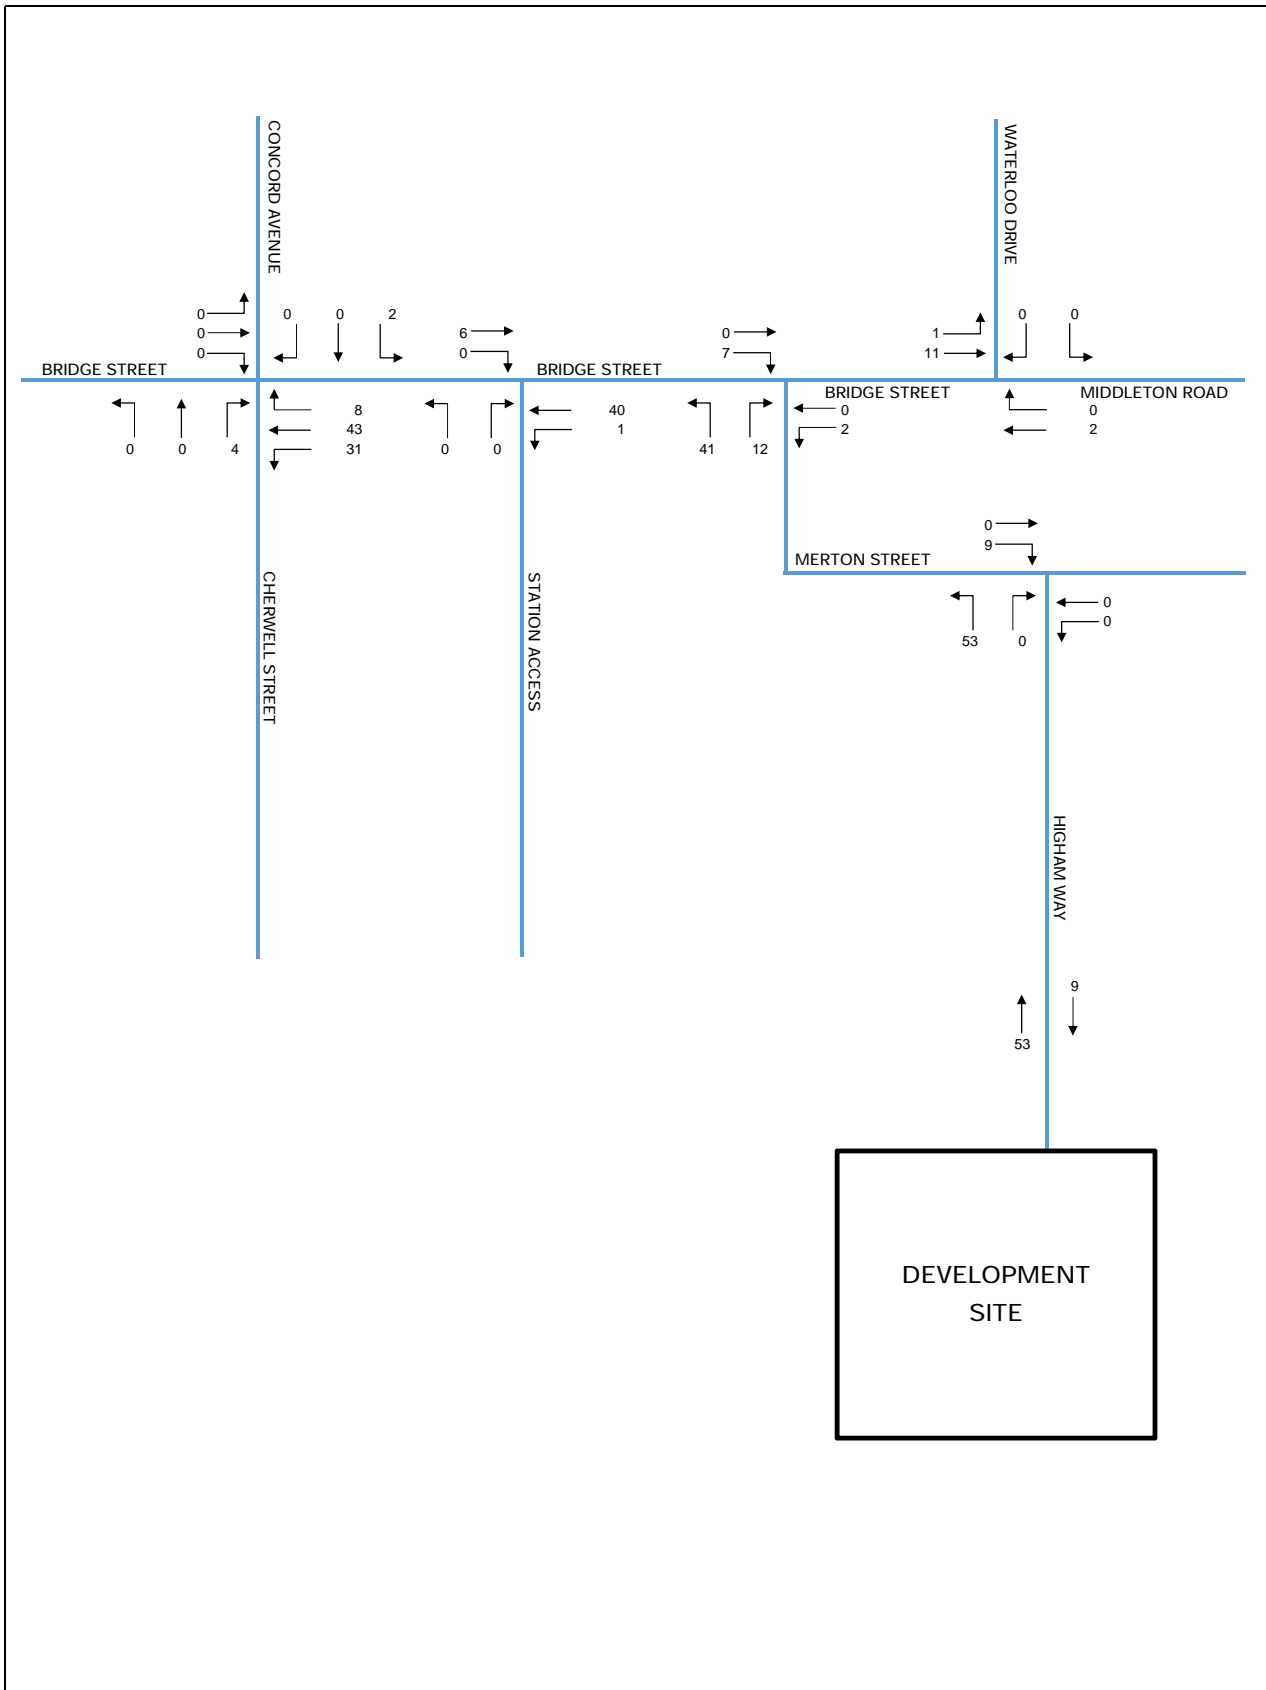 CONCORD AVENUE
WATERLOO DRIVE
0
0
0
0 0 2
6
0
0
7
1
11
0 0
BRIDGE STREET
BRIDGE STREET
BRIDGE STREET
MIDDLETON ROAD
0 0 4
8
43
31
0 0
40
1
41 12
0
2
0
2
0
9
MERTON STREET
53 0
0
0
CHERWELL STREET
STATION ACCESS
HIGHAM WAY
9
53
DEVELOPMENT
SITE